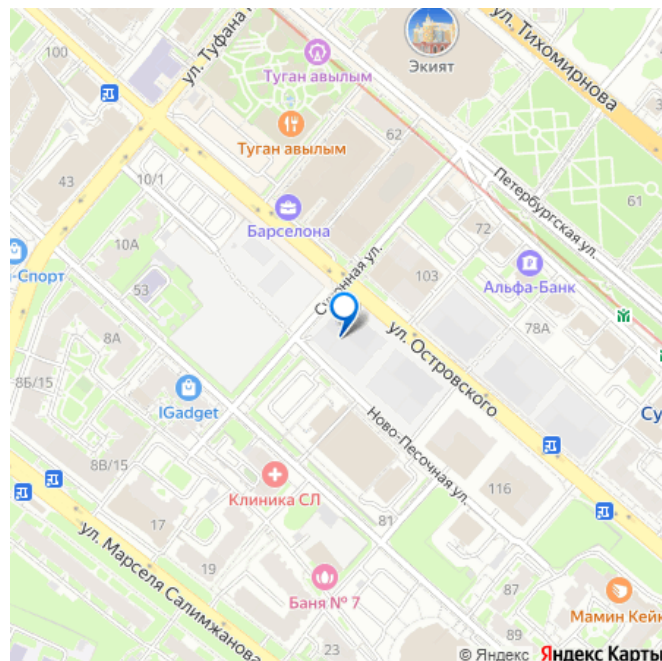 100
ул. Туфана
Туган авылым
Экият
ул. Тихомирнова
Туган авылым
62
43
10/1
Петербургская ул.
61
Барселона
72
10А
-Спорт
53
103
Альфа-Банк
ул.
78А
8А
ул. Островского
8Б/15
IGadget
Су
Ново-Песочная ул.
8В/15
Клиника СЛ
116
17
81
ул. Марселя Салимжанова
19
Баня № 7
87
Мамин Кейк
23
89
© Яндекс Яндекс Карты